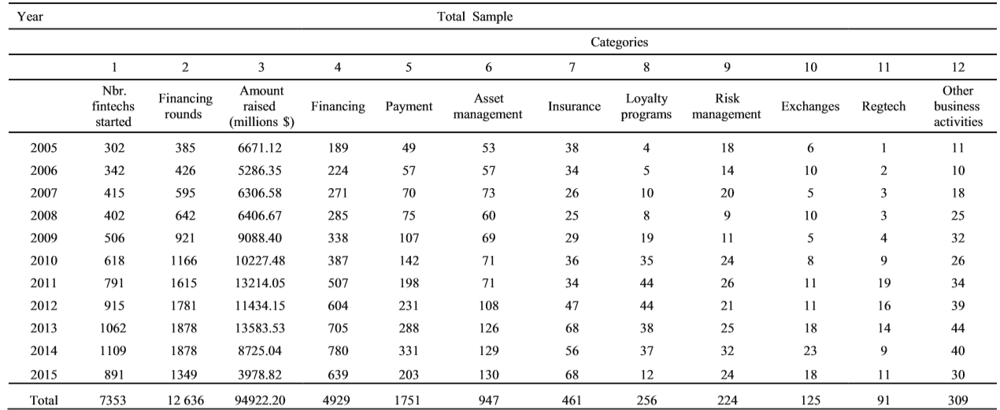 Year Total Sample
Categories
1 2 3 4 5 6 7 8 9 10 11 12
Nbr. fintechs started Financing rounds Amount raised (millions $) Financing Payment Asset management Insurance Loyalty programs Risk management Exchanges Regtech Other business activities
2005 302 385 6671.12 189 49 53 38 4 18 6 1 11
2006 342 426 5286.35 224 57 57 34 5 14 10 2 10
2007 415 595 6306.58 271 70 73 26 10 20 5 3 18
2008 402 642 6406.67 285 75 60 25 8 9 10 3 25
2009 506 921 9088.40 338 107 69 29 19 11 5 4 32
2010 618 1166 10227.48 387 142 71 36 35 24 8 9 26
2011 791 1615 13214.05 507 198 71 34 44 26 11 19 34
2012 915 1781 11434.15 604 231 108 47 44 21 11 16 39
2013 1062 1878 13583.53 705 288 126 68 38 25 18 14 44
2014 1109 1878 8725.04 780 331 129 56 37 32 23 9 40
2015 891 1349 3978.82 639 203 130 68 12 24 18 11 30
Total 7353 12 636 94922.20 4929 1751 947 461 256 224 125 91 309